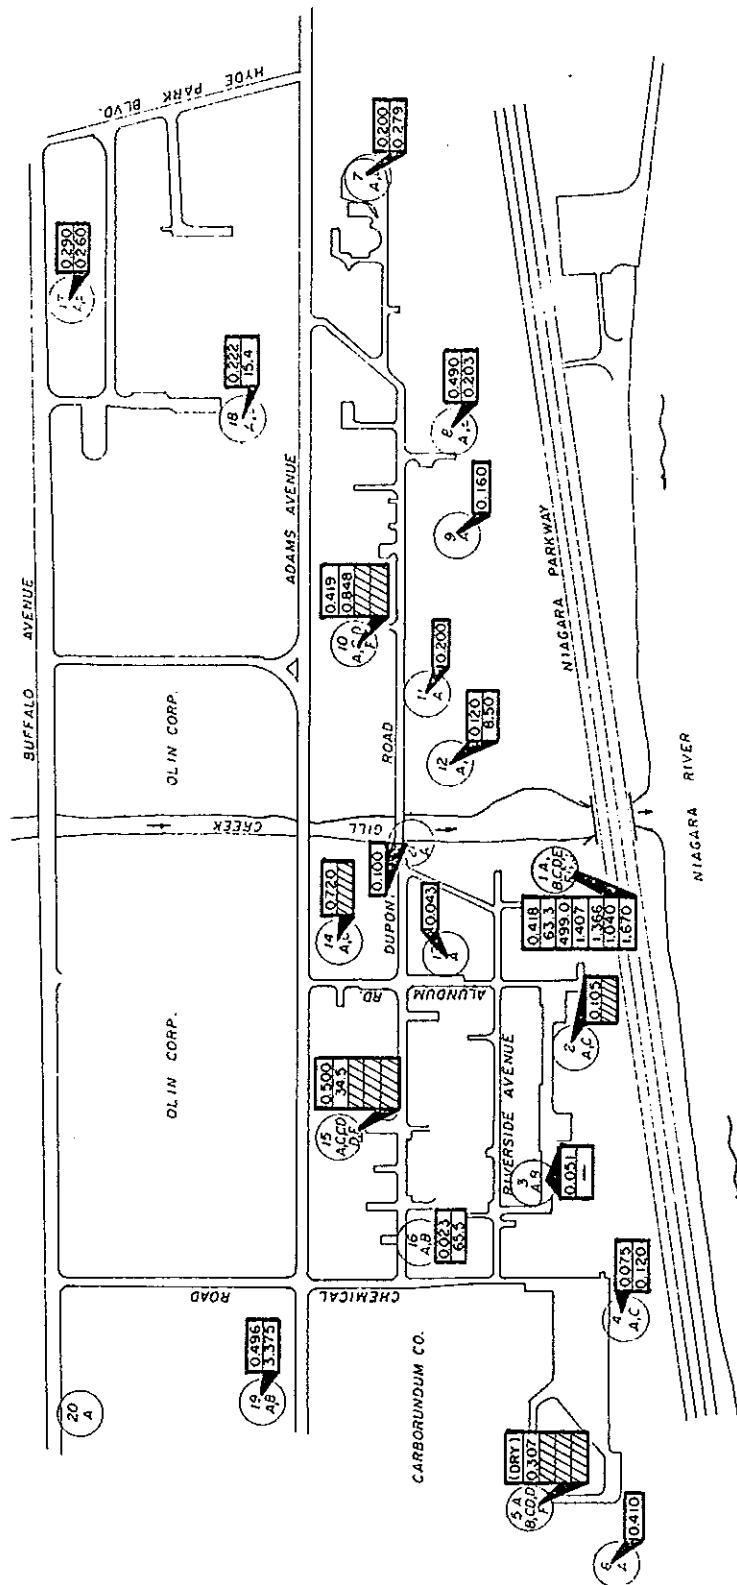 HYDE PARK BLVD.
BUFFALO AVENUE
17
0.290
0.260
18
0.222
15.4
ADAMS AVENUE
7
A,
0.200
0.279
8
0.490
0.203
9
A
0.160
10
0.419
0.848
11
A
0.200
12
A,
0.120
8.50
NIAGARA PARKWAY
OLIN CORP.
ROAD
GILL CREEK
NIAGARA RIVER
0.100
DUPONT
14
0.720
0.043
A
1 A,
B,C,D,E
0.418
63.3
499.0
1.407
1.366
1.040
1.670
OLIN CORP.
ALUNDUM RD.
2
A,C
0.105
15
A,C,CD
D,F
0.500
34.5
RIVERSIDE AVENUE
3
A,B
0.051
—
16
A,B
0.023
65.5
CHEMICAL ROAD
4
A,C
0.075
0.120
19
A,B
0.496
3.375
20
A
CARBORUNDUM CO.
5 A
B,CD,D
F
(DRY)
0.307
6
A
0.410